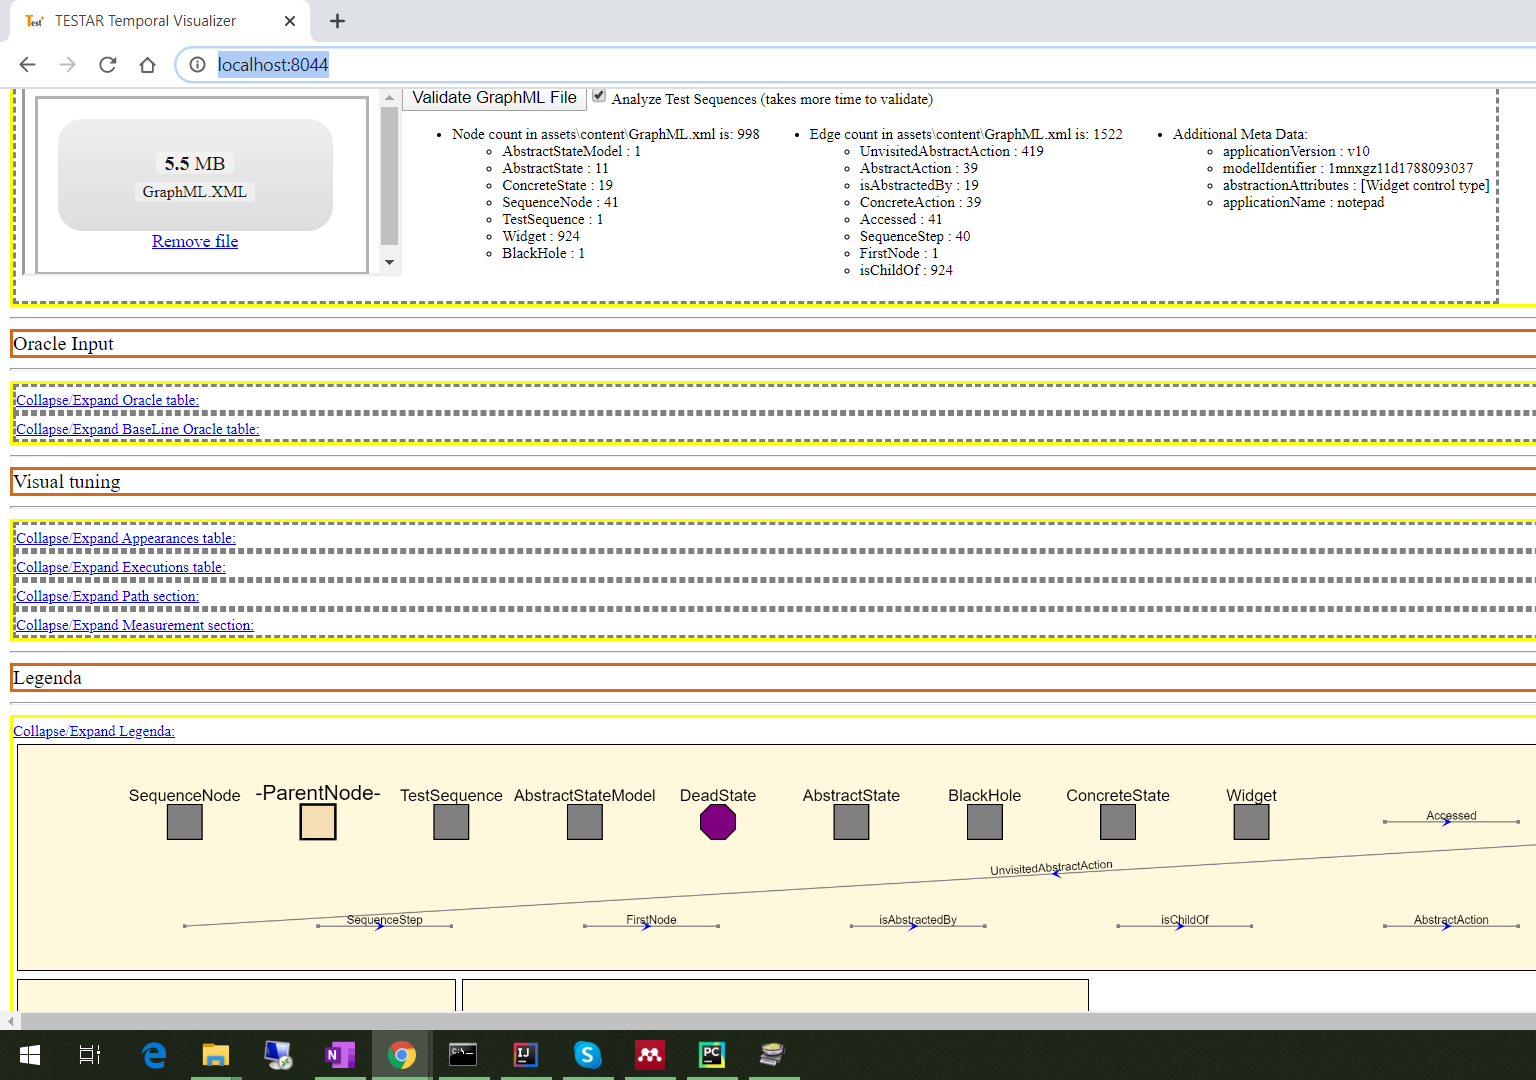 TESTAR Temporal Visualizer
localhost:8044
Validate GraphML File
Analyze Test Sequences (takes more time to validate)
5.5 MB
GraphML.XML
Remove file
Node count in assets\content\GraphML.xml is: 998
AbstractStateModel : 1
AbstractState : 11
ConcreteState : 19
SequenceNode : 41
TestSequence : 1
Widget : 924
BlackHole : 1
Edge count in assets\content\GraphML.xml is: 1522
UnvisitedAbstractAction : 419
AbstractAction : 39
isAbstractedBy : 19
ConcreteAction : 39
Accessed : 41
SequenceStep : 40
FirstNode : 1
isChildOf : 924
Additional Meta Data:
applicationVersion : v10
modelIdentifier : 1mnxgz11d1788093037
abstractionAttributes : [Widget control type]
applicationName : notepad
Oracle Input
Collapse/Expand Oracle table:
Collapse/Expand BaseLine Oracle table:
Visual tuning
Collapse/Expand Appearances table:
Collapse/Expand Executions table:
Collapse/Expand Path section:
Collapse/Expand Measurement section:
Legenda
Collapse/Expand Legenda:
SequenceNode
-ParentNode-
TestSequence
AbstractStateModel
DeadState
AbstractState
BlackHole
ConcreteState
Widget
Accessed
UnvisitedAbstractAction
SequenceStep
FirstNode
isAbstractedBy
isChildOf
AbstractAction